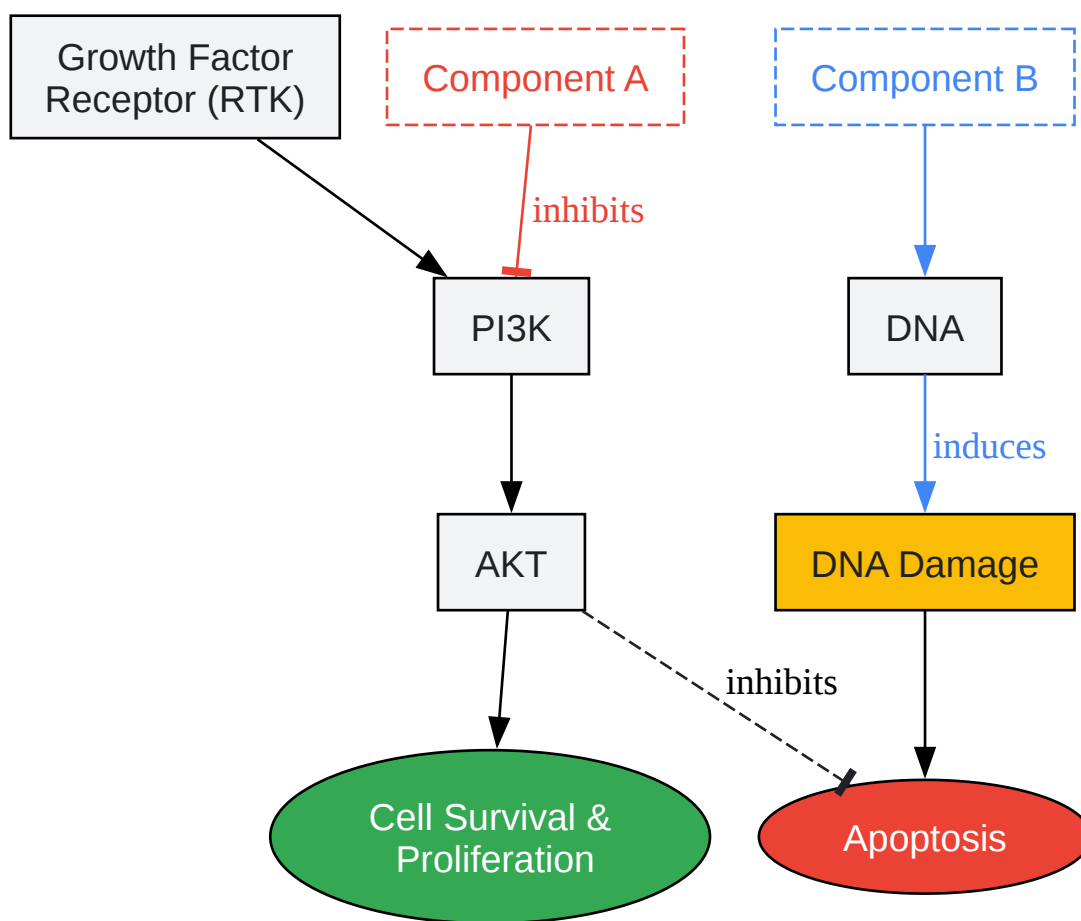 Growth Factor
Receptor (RTK)
Component A
Component B
inhibits
PI3K
DNA
induces
AKT
DNA Damage
inhibits
Cell Survival &
Proliferation
Apoptosis